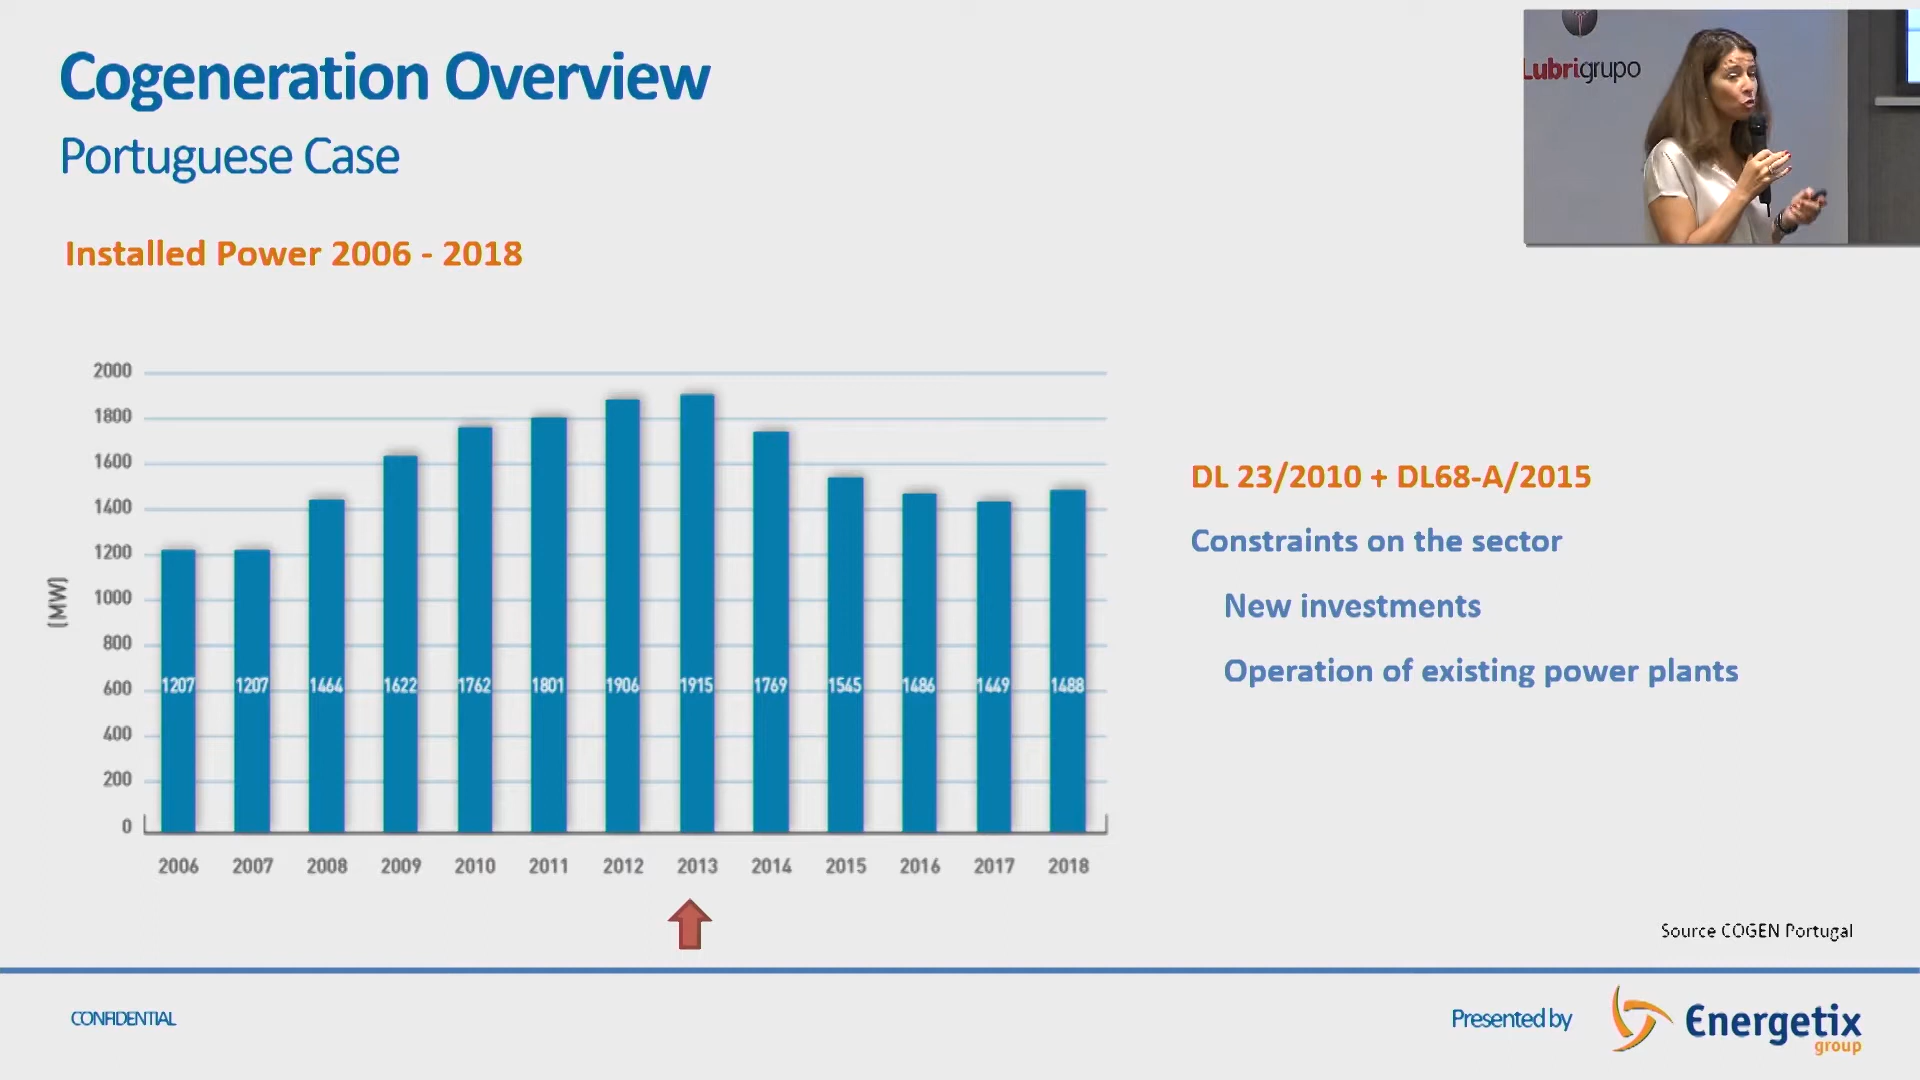 Cogeneration Overview
Portuguese Case
Lubrigrupo
Installed Power 2006 - 2018
2000
1800
1600
1400
1200
1000
800
600
400
200
0
(MW)
1207 1207 1464 1622 1762 1801 1906 1915 1769 1545 1486 1449 1488
2006 2007 2008 2009 2010 2011 2012 2013 2014 2015 2016 2017 2018
DL 23/2010 + DL68-A/2015
Constraints on the sector
New investments
Operation of existing power plants
Source COGEN Portugal
CONFIDENTIAL
Presented by
Energetix
group